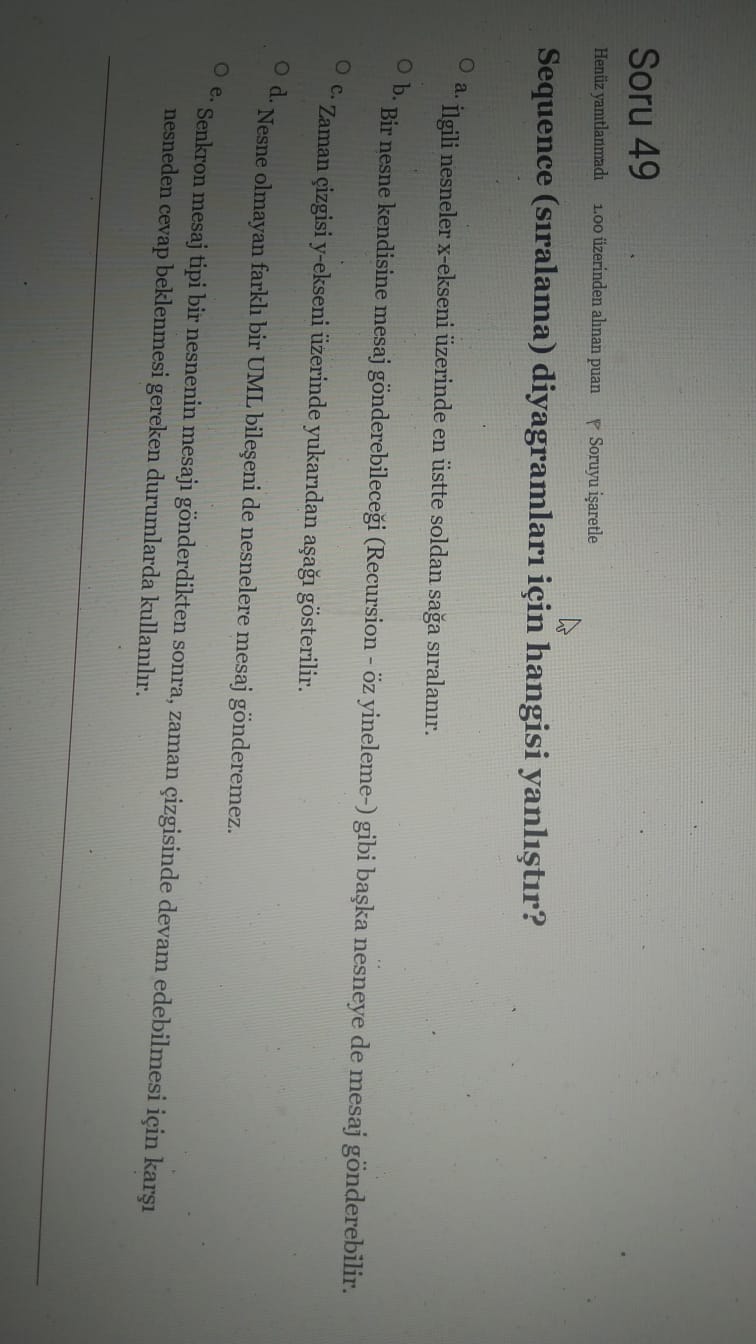 Soru 49
Henüz yanıtlanmadı 1.00 üzerinden alınan puan Soruyu işaretle
Sequence (sıralama) diyagramları için hangisi yanlıştır?
a. İlgili nesneler x-ekseni üzerinde en üstte soldan sağa sıralanır.
b. Bir nesne kendisine mesaj gönderebileceği (Recursion - öz yineleme-) gibi başka nesneye de mesaj gönderebilir.
c. Zaman çizgisi y-ekseni üzerinde yukarıdan aşağı gösterilir.
d. Nesne olmayan farklı bir UML bileşeni de nesnelere mesaj gönderemez.
e. Senkron mesaj tipi bir nesnenin mesajı gönderdikten sonra, zaman çizgisinde devam edebilmesi için karşı
nesneden cevap beklenmesi gereken durumlarda kullanılır.